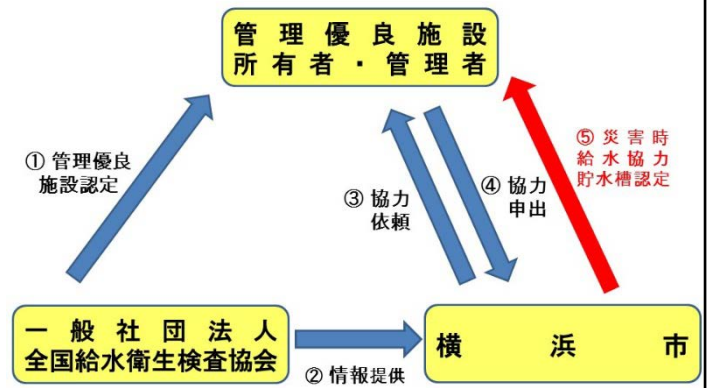 管理優良施設
所有者・管理者
① 管理優良
施設認定
③ 協力
依頼
④ 協力
申出
⑤ 災害時
給水協力
貯水槽認定
一般社団法人
全国給水衛生検査協会
② 情報提供
横浜市